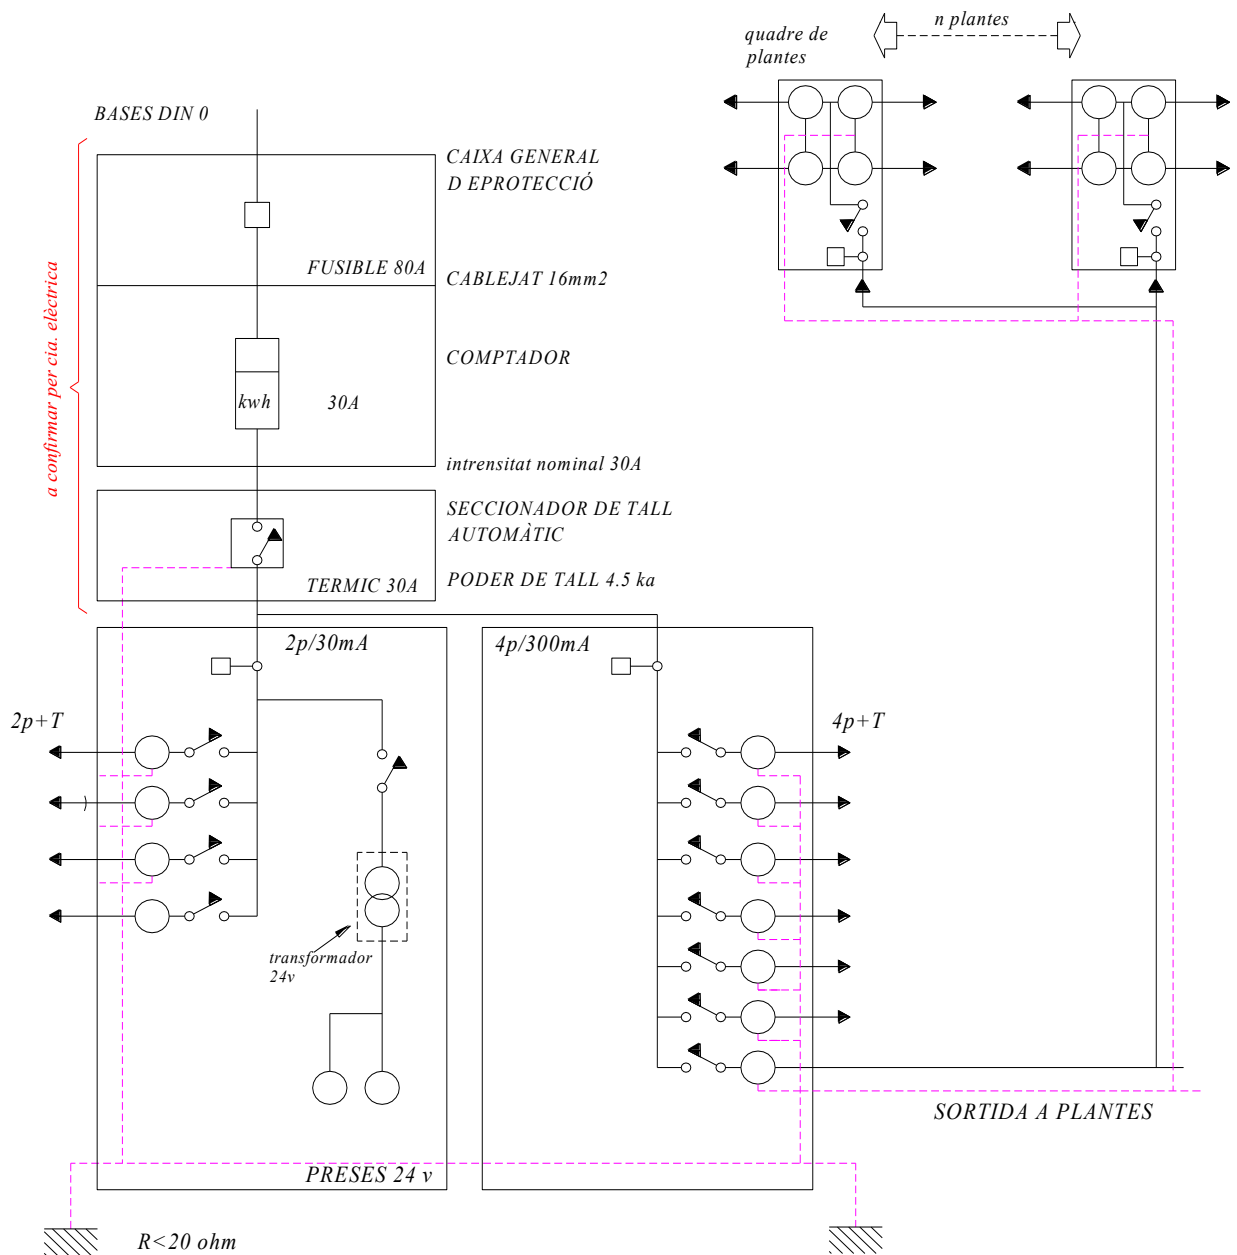 quadre de
plantes
n plantes
BASES DIN 0
CAIXA GENERAL
D EPROTECCIÓ
FUSIBLE 80A
CABLEJAT 16mm2
a confirmar per cia. elèctrica
COMPTADOR
kwh
30A
intrensitat nominal 30A
SECCIONADOR DE TALL
AUTOMÀTIC
TERMIC 30A
PODER DE TALL 4.5 ka
2p/30mA
4p/300mA
2p+T
4p+T
transformador
24v
SORTIDA A PLANTES
PRESES 24 v
R<20 ohm